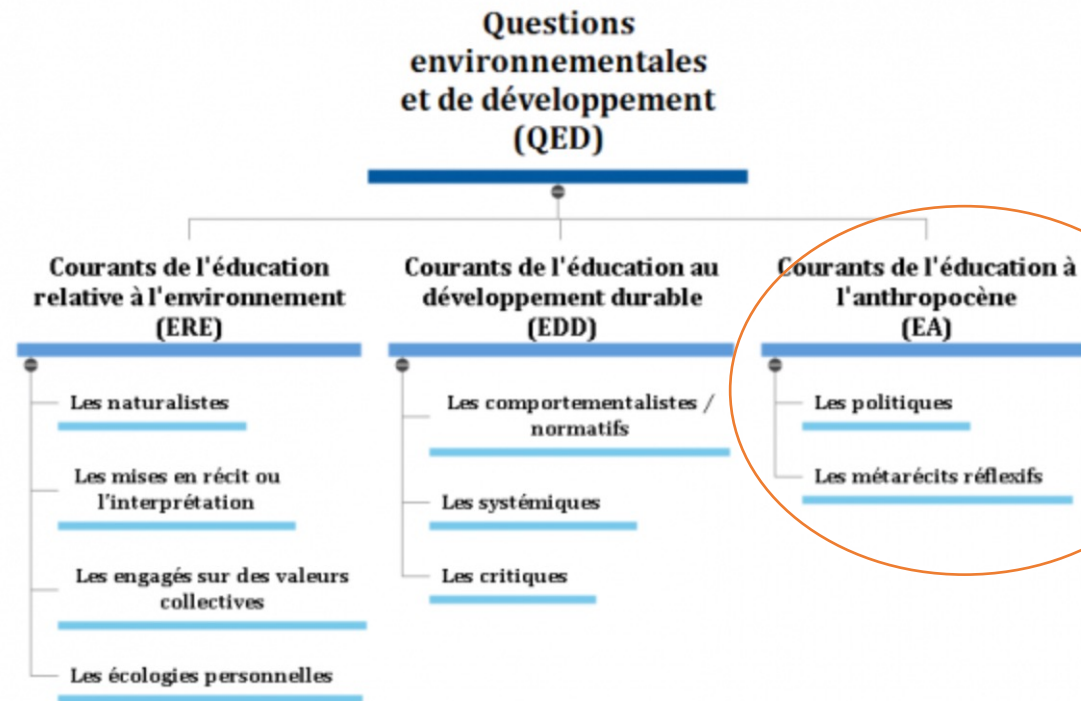 Questions
environnementales
et de développement
(QED)
Courants de l'éducation
relative à l'environnement
(ERE)
Les naturalistes
Les mises en récit ou
l'interprétation
Les engagés sur des valeurs
collectives
Les écologies personnelles
Courants de l'éducation au
développement durable
(EDD)
Les comportementalistes /
normatifs
Les systémiques
Les critiques
Courants de l'éducation à
l'anthropocène
(EA)
Les politiques
Les métarécits réflexifs